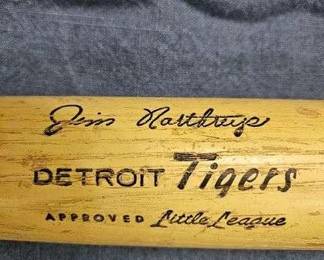 Jim Northrup
DETROIT Tigers
APPROVED Little League